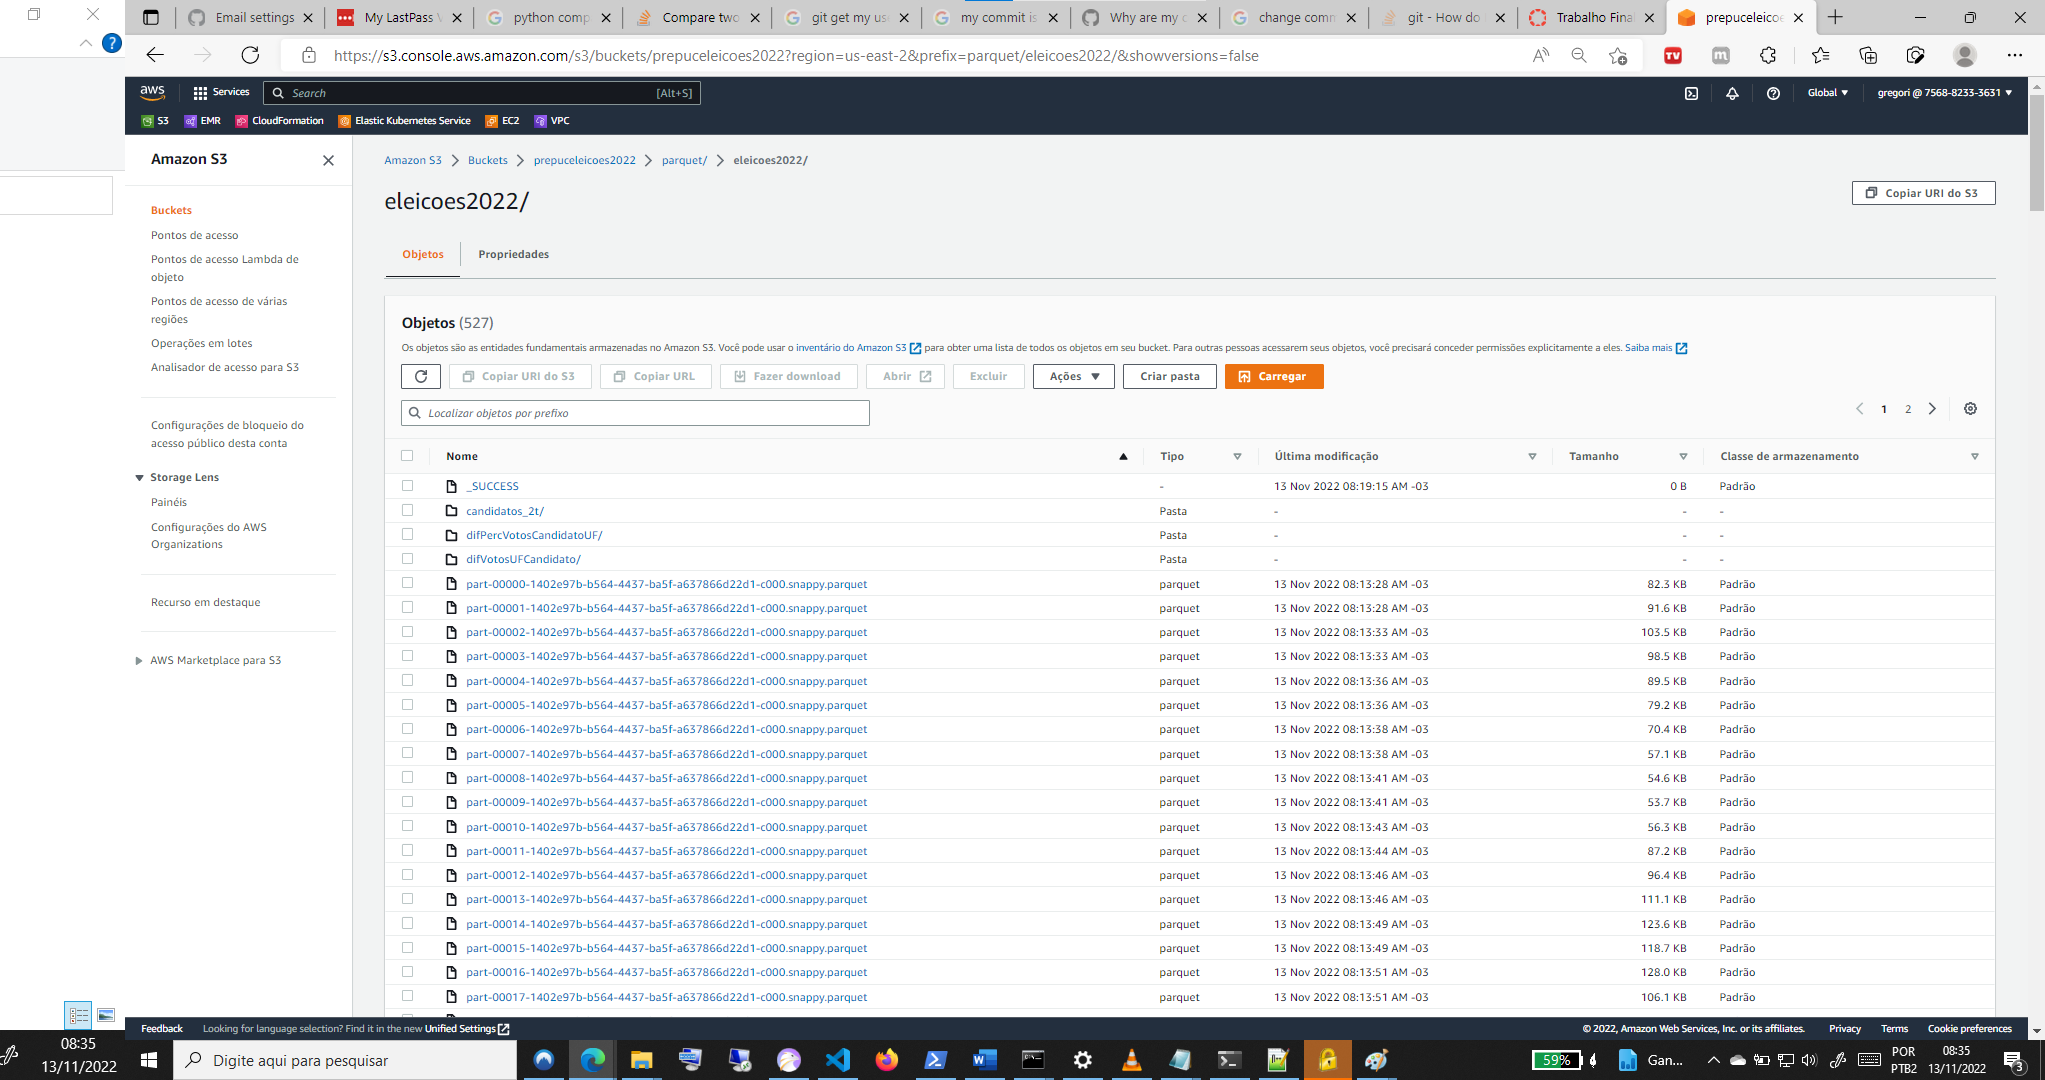 Email settings
My LastPass V
python comp
Compare two
git get my us
my commit is
Why are my c
change comm
git - How do
Trabalho Fina
prepuceleicoe
https://s3.console.aws.amazon.com/s3/buckets/prepuceleicoes2022?region=us-east-2&prefix=parquet/eleicoes2022/&showversions=false
aws
Services
Search
[Alt+S]
Global
gregori @ 7568-8233-3631
S3
EMR
CloudFormation
Elastic Kubernetes Service
EC2
VPC
Amazon S3
Buckets
Pontos de acesso
Pontos de acesso Lambda de
objeto
Pontos de acesso de várias
regiões
Operações em lotes
Analisador de acesso para S3
Configurações de bloqueio do
acesso público desta conta
Storage Lens
Painéis
Configurações do AWS
Organizations
Recurso em destaque
AWS Marketplace para S3
Amazon S3 > Buckets > prepuceleicoes2022 > parquet/ > eleicoes2022/
eleicoes2022/
Copiar URI do S3
Objetos
Propriedades
Objetos (527)
Os objetos são as entidades fundamentais armazenadas no Amazon S3. Você pode usar o inventário do Amazon S3 para obter uma lista de todos os objetos em seu bucket. Para outras pessoas acessarem seus objetos, você precisará conceder permissões explicitamente a eles. Saiba mais
Copiar URI do S3
Copiar URL
Fazer download
Abrir
Excluir
Ações
Criar pasta
Carregar
Localizar objetos por prefixo
1 2
Nome Tipo Última modificação Tamanho Classe de armazenamento
_SUCCESS - 13 Nov 2022 08:19:15 AM -03 0 B Padrão
candidatos_2t/ Pasta - - -
difPercVotosCandidatoUF/ Pasta - - -
difVotosUFCandidato/ Pasta - - -
part-00000-1402e97b-b564-4437-ba5f-a637866d22d1-c000.snappy.parquet parquet 13 Nov 2022 08:13:28 AM -03 82.3 KB Padrão
part-00001-1402e97b-b564-4437-ba5f-a637866d22d1-c000.snappy.parquet parquet 13 Nov 2022 08:13:28 AM -03 91.6 KB Padrão
part-00002-1402e97b-b564-4437-ba5f-a637866d22d1-c000.snappy.parquet parquet 13 Nov 2022 08:13:33 AM -03 103.5 KB Padrão
part-00003-1402e97b-b564-4437-ba5f-a637866d22d1-c000.snappy.parquet parquet 13 Nov 2022 08:13:33 AM -03 98.5 KB Padrão
part-00004-1402e97b-b564-4437-ba5f-a637866d22d1-c000.snappy.parquet parquet 13 Nov 2022 08:13:36 AM -03 89.5 KB Padrão
part-00005-1402e97b-b564-4437-ba5f-a637866d22d1-c000.snappy.parquet parquet 13 Nov 2022 08:13:36 AM -03 79.2 KB Padrão
part-00006-1402e97b-b564-4437-ba5f-a637866d22d1-c000.snappy.parquet parquet 13 Nov 2022 08:13:38 AM -03 70.4 KB Padrão
part-00007-1402e97b-b564-4437-ba5f-a637866d22d1-c000.snappy.parquet parquet 13 Nov 2022 08:13:38 AM -03 57.1 KB Padrão
part-00008-1402e97b-b564-4437-ba5f-a637866d22d1-c000.snappy.parquet parquet 13 Nov 2022 08:13:41 AM -03 54.6 KB Padrão
part-00009-1402e97b-b564-4437-ba5f-a637866d22d1-c000.snappy.parquet parquet 13 Nov 2022 08:13:41 AM -03 53.7 KB Padrão
part-00010-1402e97b-b564-4437-ba5f-a637866d22d1-c000.snappy.parquet parquet 13 Nov 2022 08:13:43 AM -03 56.3 KB Padrão
part-00011-1402e97b-b564-4437-ba5f-a637866d22d1-c000.snappy.parquet parquet 13 Nov 2022 08:13:44 AM -03 87.2 KB Padrão
part-00012-1402e97b-b564-4437-ba5f-a637866d22d1-c000.snappy.parquet parquet 13 Nov 2022 08:13:46 AM -03 96.4 KB Padrão
part-00013-1402e97b-b564-4437-ba5f-a637866d22d1-c000.snappy.parquet parquet 13 Nov 2022 08:13:46 AM -03 111.1 KB Padrão
part-00014-1402e97b-b564-4437-ba5f-a637866d22d1-c000.snappy.parquet parquet 13 Nov 2022 08:13:49 AM -03 123.6 KB Padrão
part-00015-1402e97b-b564-4437-ba5f-a637866d22d1-c000.snappy.parquet parquet 13 Nov 2022 08:13:49 AM -03 118.7 KB Padrão
part-00016-1402e97b-b564-4437-ba5f-a637866d22d1-c000.snappy.parquet parquet 13 Nov 2022 08:13:51 AM -03 128.0 KB Padrão
part-00017-1402e97b-b564-4437-ba5f-a637866d22d1-c000.snappy.parquet parquet 13 Nov 2022 08:13:51 AM -03 106.1 KB Padrão
Feedback
Looking for language selection? Find it in the new Unified Settings
© 2022, Amazon Web Services, Inc. or its affiliates.
Privacy
Terms
Cookie preferences
08:35
13/11/2022
Digite aqui para pesquisar
59%
Gan...
POR
PTB2
08:35
13/11/2022
3